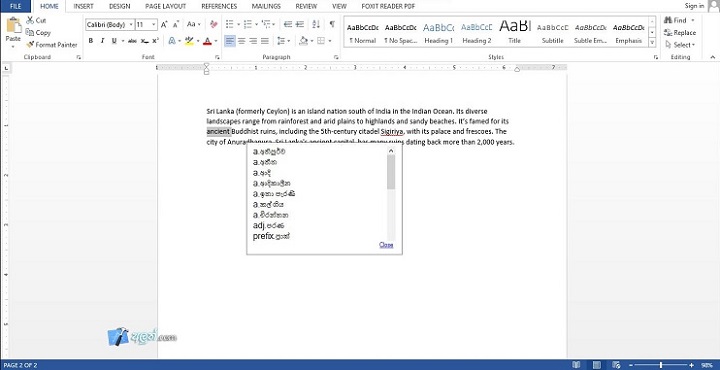 FILE HOME INSERT DESIGN PAGE LAYOUT REFERENCES MAILINGS REVIEW VIEW FOXIT READER PDF Sign in
Cut
Copy
Format Painter
Paste
Clipboard
Calibri (Body) 11
Font
Paragraph
AaBbCcDc AaBbCcDc AaBbCc AaBbCcC AaBl AaBbCcC AaBbCcDc AaBbCcDc
¶ Normal ¶ No Spac... Heading 1 Heading 2 Title Subtitle Subtle Em... Emphasis
Styles
Find
Replace
Select
Editing
Sri Lanka (formerly Ceylon) is an island nation south of India in the Indian Ocean. Its diverse
landscapes range from rainforest and arid plains to highlands and sandy beaches. It's famed for its
ancient Buddhist ruins, including the 5th-century citadel Sigiriya, with its palace and frescoes. The
city of Anuradhapura, Sri Lanka's ancient capital, has many ruins dating back more than 2,000 years.
a.අතිපූර්ව
a.අතීත
a.ආදි
a.ආදිකාලීන
a.ඉතා පැරණි
a.කල් ගිය
a.චිරන්තන
adj.පරණ
prefix.ප්‍රාක්
Close
.com
PAGE 2 OF 2
98%